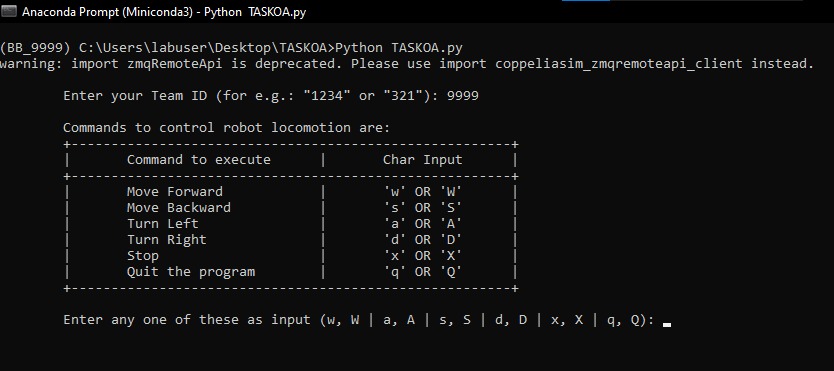 Anaconda Prompt (Miniconda3) - Python  TASKOA.py
(BB_9999) C:\Users\labuser\Desktop\TASKOA>Python TASKOA.py
warning: import zmqRemoteApi is deprecated. Please use import coppeliasim_zmqremoteapi_client instead.
Enter your Team ID (for e.g.: "1234" or "321"): 9999
Commands to control robot locomotion are:
+-------------------------------------------------------+
|       Command to execute      |       Char Input      |
+-------------------------------------------------------+
|       Move Forward            |       'w' OR 'W'      |
|       Move Backward           |       's' OR 'S'      |
|       Turn Left               |       'a' OR 'A'      |
|       Turn Right              |       'd' OR 'D'      |
|       Stop                    |       'x' OR 'X'      |
|       Quit the program        |       'q' OR 'Q'      |
+-------------------------------------------------------+
Enter any one of these as input (w, W | a, A | s, S | d, D | x, X | q, Q):